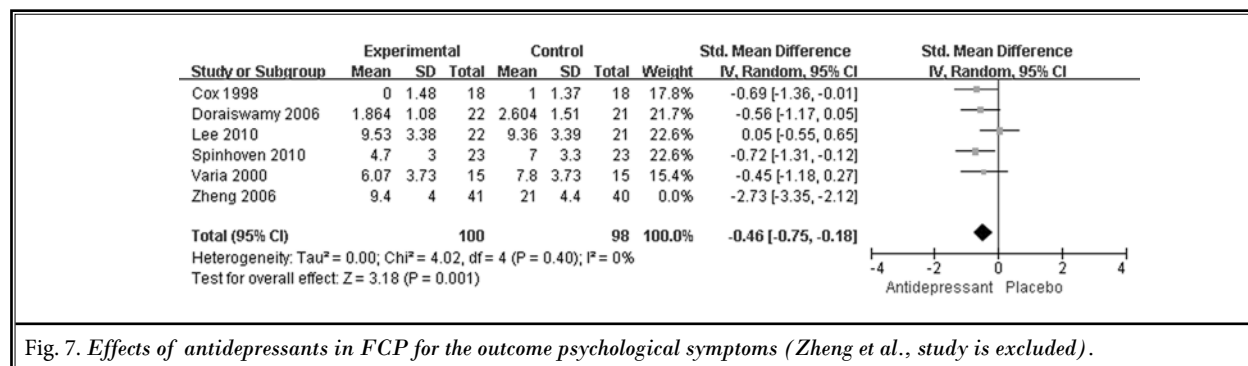 Experimental Control Std. Mean Difference Std. Mean Difference
Study or Subgroup Mean SD Total Mean SD Total Weight IV, Random, 95% CI IV, Random, 95% CI
Cox 1998 0 1.48 18 1 1.37 18 17.8% -0.69 [-1.36, -0.01]
Doraiswamy 2006 1.864 1.08 22 2.604 1.51 21 21.7% -0.56 [-1.17, 0.05]
Lee 2010 9.53 3.38 22 9.36 3.39 21 22.6% 0.05 [-0.55, 0.65]
Spinhoven 2010 4.7 3 23 7 3.3 23 22.6% -0.72 [-1.31, -0.12]
Varia 2000 6.07 3.73 15 7.8 3.73 15 15.4% -0.45 [-1.18, 0.27]
Zheng 2006 9.4 4 41 21 4.4 40 0.0% -2.73 [-3.35, -2.12]
Total (95% CI) 100 98 100.0% -0.46 [-0.75, -0.18]
Heterogeneity: Tau² = 0.00; Chi² = 4.02, df = 4 (P = 0.40); I² = 0%
Test for overall effect: Z = 3.18 (P = 0.001)
-4 -2 0 2 4
Antidepressant Placebo
Fig. 7. Effects of antidepressants in FCP for the outcome psychological symptoms (Zheng et al., study is excluded).